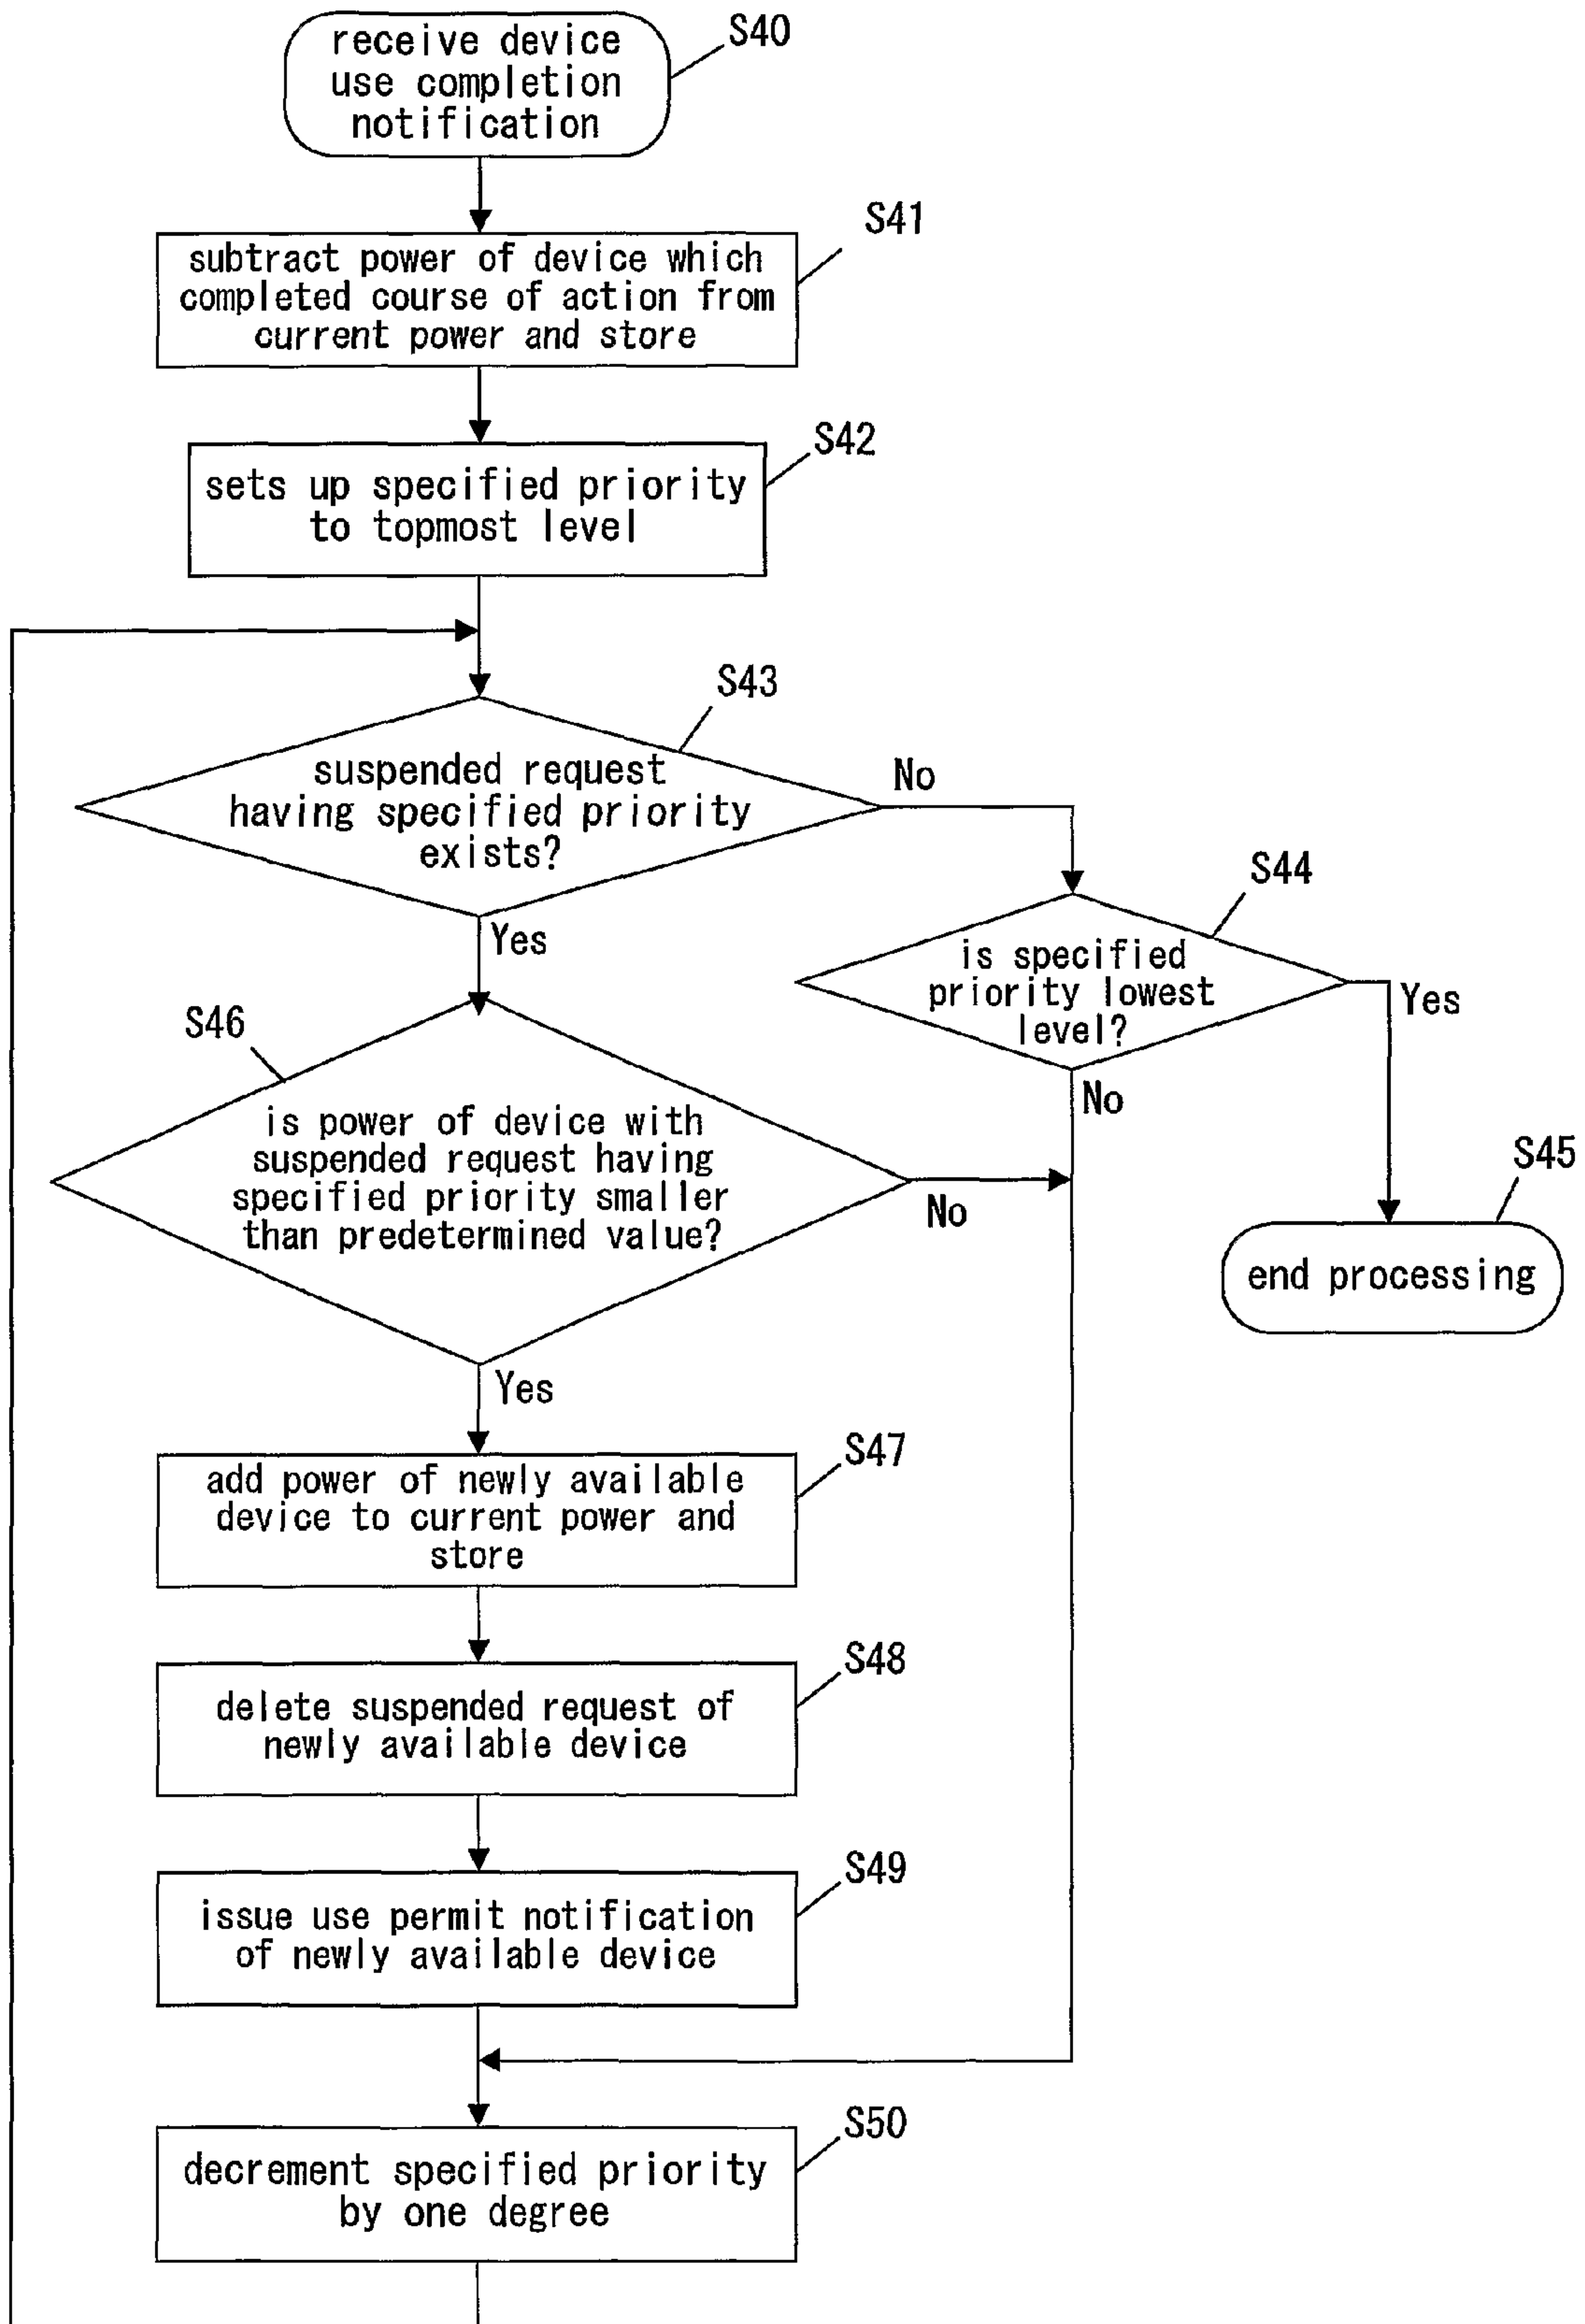 receive device
use completion
notification
S40
S41
subtract power of device which
completed course of action from
current power and store
S42
sets up specified priority
to topmost level
S43
suspended request
having specified priority
exists?
No
Yes
S44
is specified
priority lowest
level?
Yes
No
S46
is power of device with
suspended request having
specified priority smaller
than predetermined value?
No
Yes
S45
end processing
S47
add power of newly available
device to current power and
store
S48
delete suspended request of
newly available device
S49
issue use permit notification
of newly available device
S50
decrement specified priority
by one degree